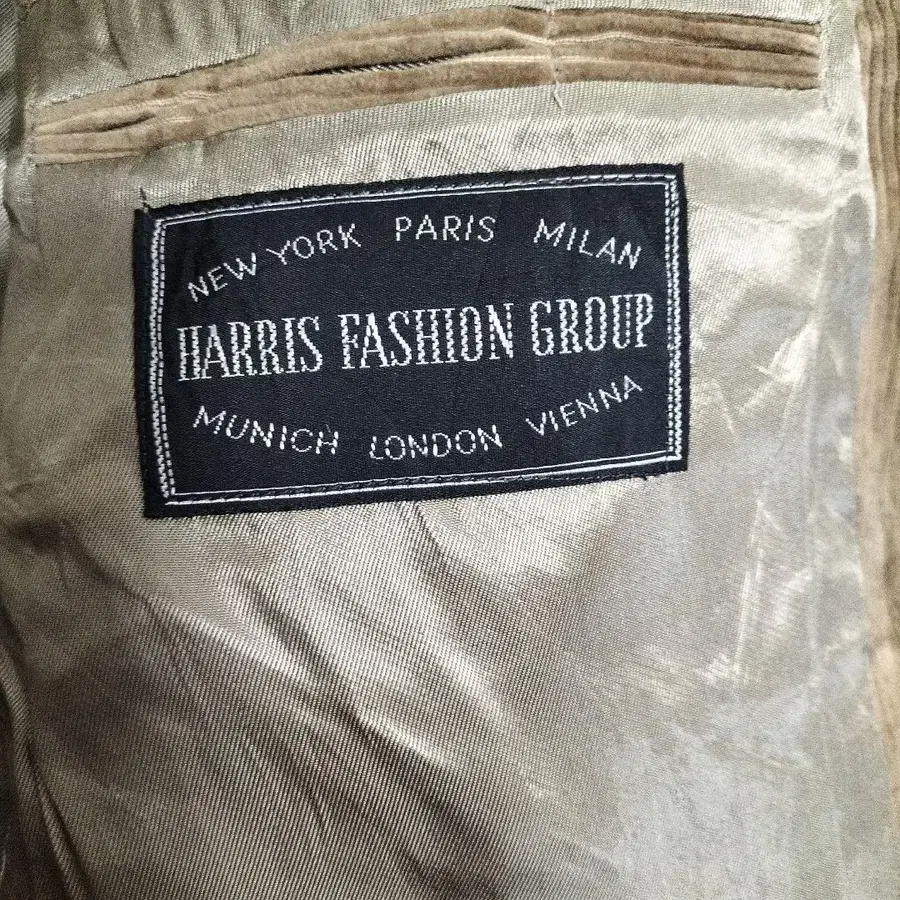 NEW YORK PARIS MILAN
HARRIS FASHION GROUP
MUNICH LONDON VIENNA